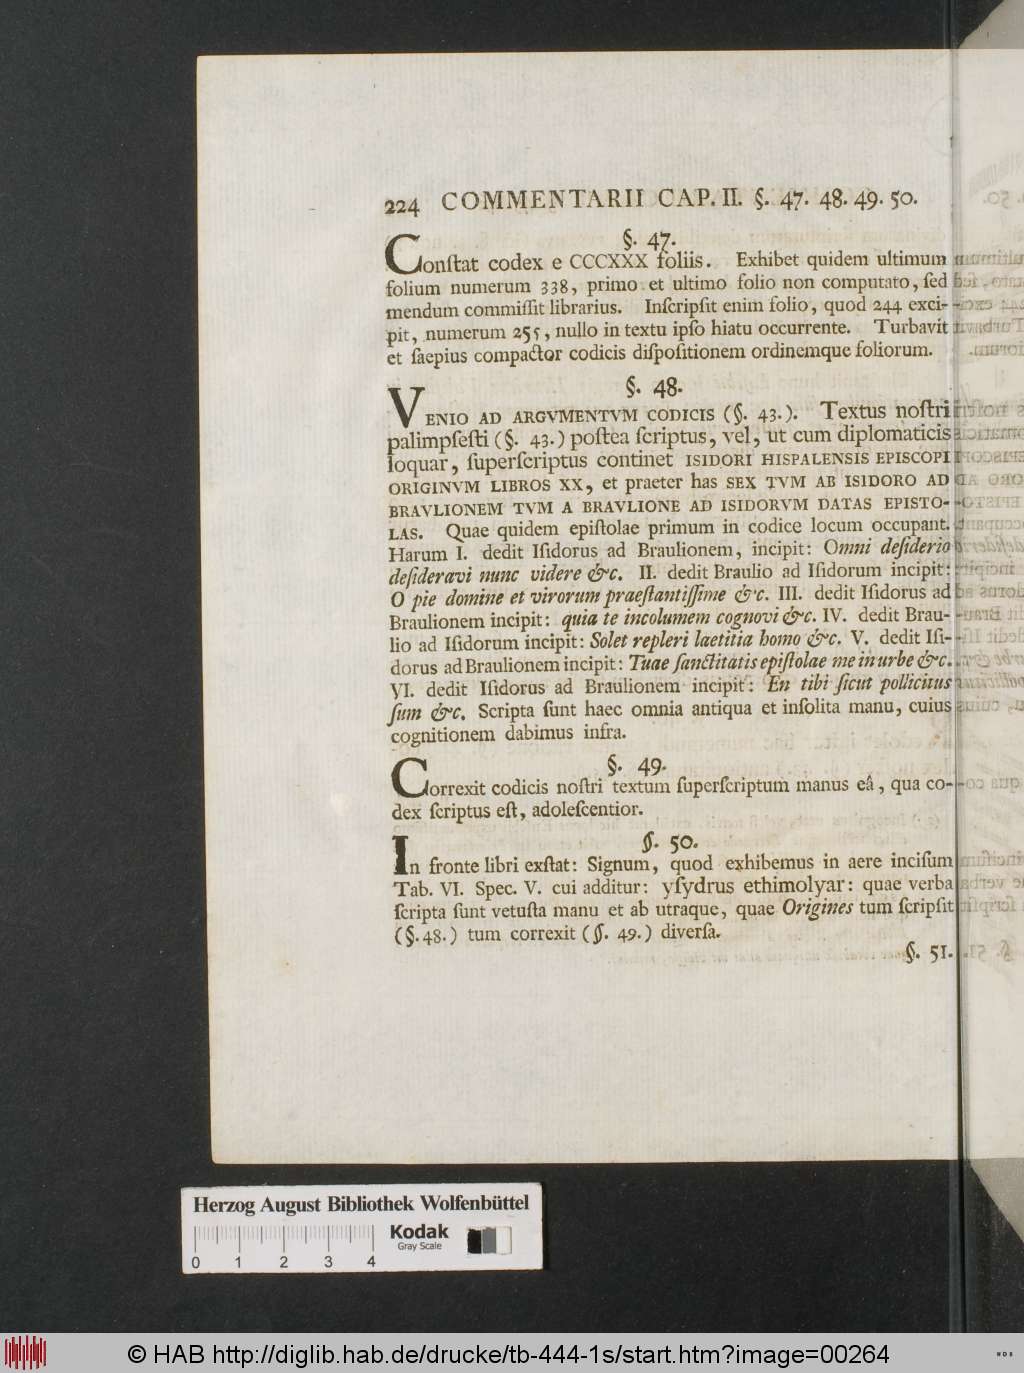 224 COMMENTARII CAP. II. §. 47. 48. 49. 50.
§. 47.
Conſtat codex e CCCXXX foliis. Exhibet quidem ultimum
folium numerum 338, primo et ultimo folio non computato, ſed
mendum commiſſit librarius. Inſcripſit enim folio, quod 244 exci-
pit, numerum 255, nullo in textu ipſo hiatu occurrente. Turbavit
et ſaepius compactor codicis diſpoſitionem ordinemque foliorum.
§. 48.
VENIO AD ARGVMENTVM CODICIS (§. 43.). Textus noſtri
palimpſeſti (§. 43.) poſtea ſcriptus, vel, ut cum diplomaticis
loquar, ſuperſcriptus continet ISIDORI HISPALENSIS EPISCOPI
ORIGINVM LIBROS XX, et praeter has SEX TVM AB ISIDORO AD
BRAVLIONEM TVM A BRAVLIONE AD ISIDORVM DATAS EPISTO-
LAS. Quae quidem epiſtolae primum in codice locum occupant.
Harum I. dedit Iſidorus ad Braulionem, incipit: Omni deſiderio
deſideravi nunc videre &c. II. dedit Braulio ad Iſidorum incipit:
O pie domine et virorum praeſtantiſſime &c. III. dedit Iſidorus ad
Braulionem incipit: quia te incolumem cognovi &c. IV. dedit Brau-
lio ad Iſidorum incipit: Solet repleri laetitia homo &c. V. dedit Iſi-
dorus ad Braulionem incipit: Tuae ſanctitatis epiſtolae me in urbe &c.
VI. dedit Iſidorus ad Braulionem incipit: En tibi ſicut pollicitus
ſum &c. Scripta ſunt haec omnia antiqua et inſolita manu, cuius
cognitionem dabimus infra.
§. 49.
Correxit codicis noſtri textum ſuperſcriptum manus eâ, qua co-
dex ſcriptus eſt, adoleſcentior.
§. 50.
In fronte libri exſtat: Signum, quod exhibemus in aere inciſum
Tab. VI. Spec. V. cui additur: yſydrus ethimolyar: quae verba
ſcripta ſunt vetuſta manu et ab utraque, quae Origines tum ſcripſit
(§. 48.) tum correxit (§. 49.) diverſa.
§. 51.
Herzog August Bibliothek Wolfenbüttel
Kodak
Gray Scale
0 1 2 3 4
© HAB http://diglib.hab.de/drucke/tb-444-1s/start.htm?image=00264